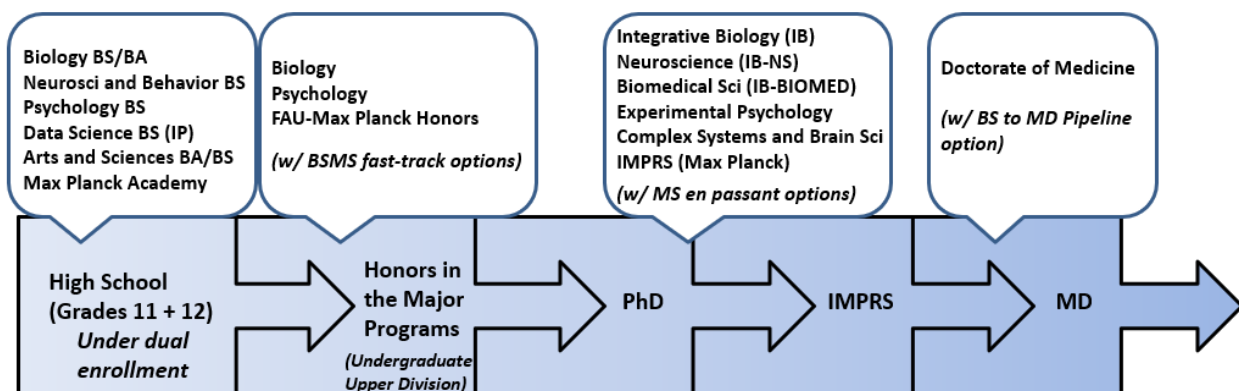 Biology BS/BA
Neurosci and Behavior BS
Psychology BS
Data Science BS (IP)
Arts and Sciences BA/BS
Max Planck Academy
Biology
Psychology
FAU-Max Planck Honors
(w/ BSMS fast-track options)
Integrative Biology (IB)
Neuroscience (IB-NS)
Biomedical Sci (IB-BIOMED)
Experimental Psychology
Complex Systems and Brain Sci
IMPRS (Max Planck)
(w/ MS en passant options)
Doctorate of Medicine
(w/ BS to MD Pipeline
option)
High School
(Grades 11 + 12)
Under dual
enrollment
Honors in
the Major
Programs
(Undergraduate
Upper Division)
PhD
IMPRS
MD